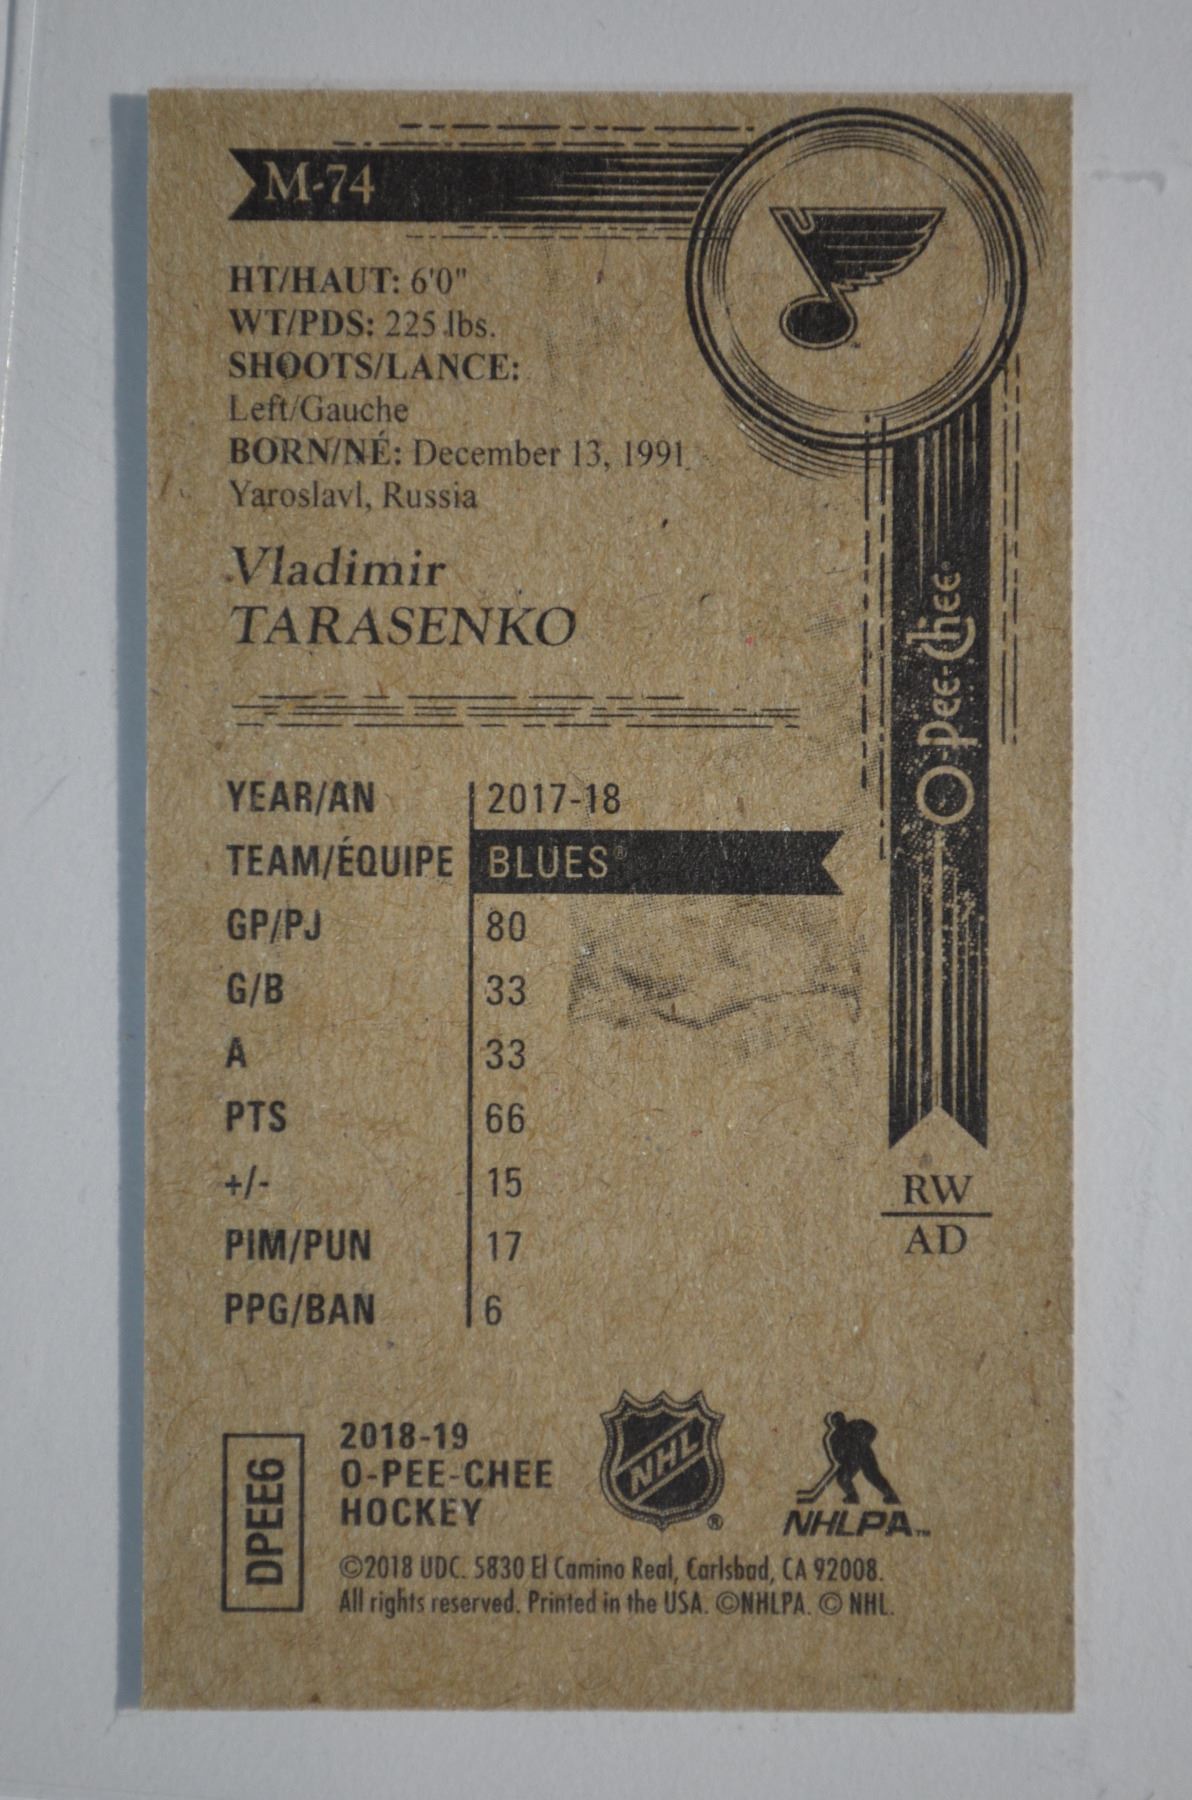 M-74
HT/HAUT: 6'0"
WT/PDS: 225 lbs.
SHOOTS/LANCE:
Left/Gauche
BORN/NÉ: December 13, 1991
Yaroslavl, Russia
Vladimir
TARASENKO
O-Pee-Chee®
YEAR/AN 2017-18
TEAM/ÉQUIPE BLUES®
GP/PJ 80
G/B 33
A 33
PTS 66
+/- 15
PIM/PUN 17
PPG/BAN 6
RW
AD
DPEE6
2018-19
O-PEE-CHEE
HOCKEY
NHL®
NHLPA™
©2018 UDC. 5830 El Camino Real, Carlsbad, CA 92008.
All rights reserved. Printed in the USA. ©NHLPA. © NHL.